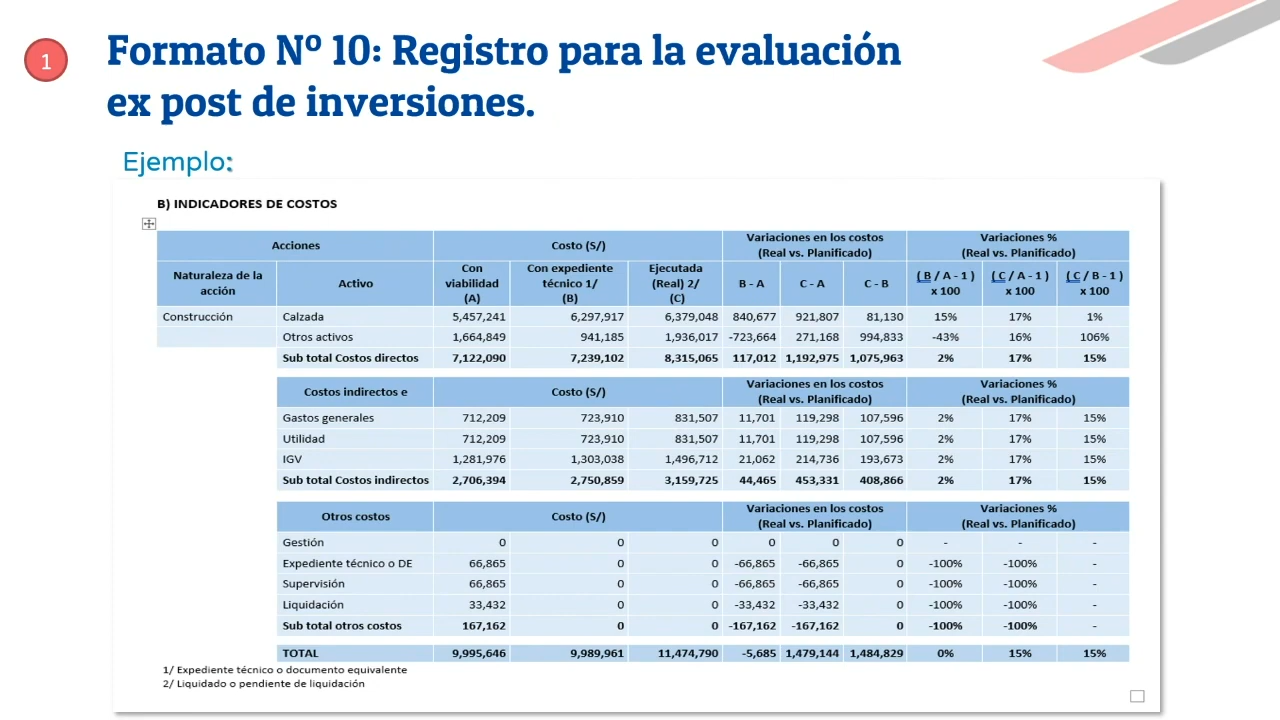 1
Formato Nº 10: Registro para la evaluación
ex post de inversiones.
Ejemplo:
B) INDICADORES DE COSTOS
Acciones Costo (S/) Variaciones en los costos (Real vs. Planificado) Variaciones % (Real vs. Planificado)
Naturaleza de la acción Activo Con viabilidad (A) Con expediente técnico 1/ (B) Ejecutada (Real) 2/ (C) B - A C - A C - B ( B / A - 1 ) x 100 ( C / A - 1 ) x 100 ( C / B - 1 ) x 100
Construcción Calzada 5,457,241 6,297,917 6,379,048 840,677 921,807 81,130 15% 17% 1%
Otros activos 1,664,849 941,185 1,936,017 -723,664 271,168 994,833 -43% 16% 106%
Sub total Costos directos 7,122,090 7,239,102 8,315,065 117,012 1,192,975 1,075,963 2% 17% 15%
Costos indirectos e Costo (S/) Variaciones en los costos (Real vs. Planificado) Variaciones % (Real vs. Planificado)
Gastos generales 712,209 723,910 831,507 11,701 119,298 107,596 2% 17% 15%
Utilidad 712,209 723,910 831,507 11,701 119,298 107,596 2% 17% 15%
IGV 1,281,976 1,303,038 1,496,712 21,062 214,736 193,673 2% 17% 15%
Sub total Costos indirectos 2,706,394 2,750,859 3,159,725 44,465 453,331 408,866 2% 17% 15%
Otros costos Costo (S/) Variaciones en los costos (Real vs. Planificado) Variaciones % (Real vs. Planificado)
Gestión 0 0 0 0 0 0 - - -
Expediente técnico o DE 66,865 0 0 -66,865 -66,865 0 -100% -100% -
Supervisión 66,865 0 0 -66,865 -66,865 0 -100% -100% -
Liquidación 33,432 0 0 -33,432 -33,432 0 -100% -100% -
Sub total otros costos 167,162 0 0 -167,162 -167,162 0 -100% -100% -
TOTAL 9,995,646 9,989,961 11,474,790 -5,685 1,479,144 1,484,829 0% 15% 15%
1/ Expediente técnico o documento equivalente
2/ Liquidado o pendiente de liquidación